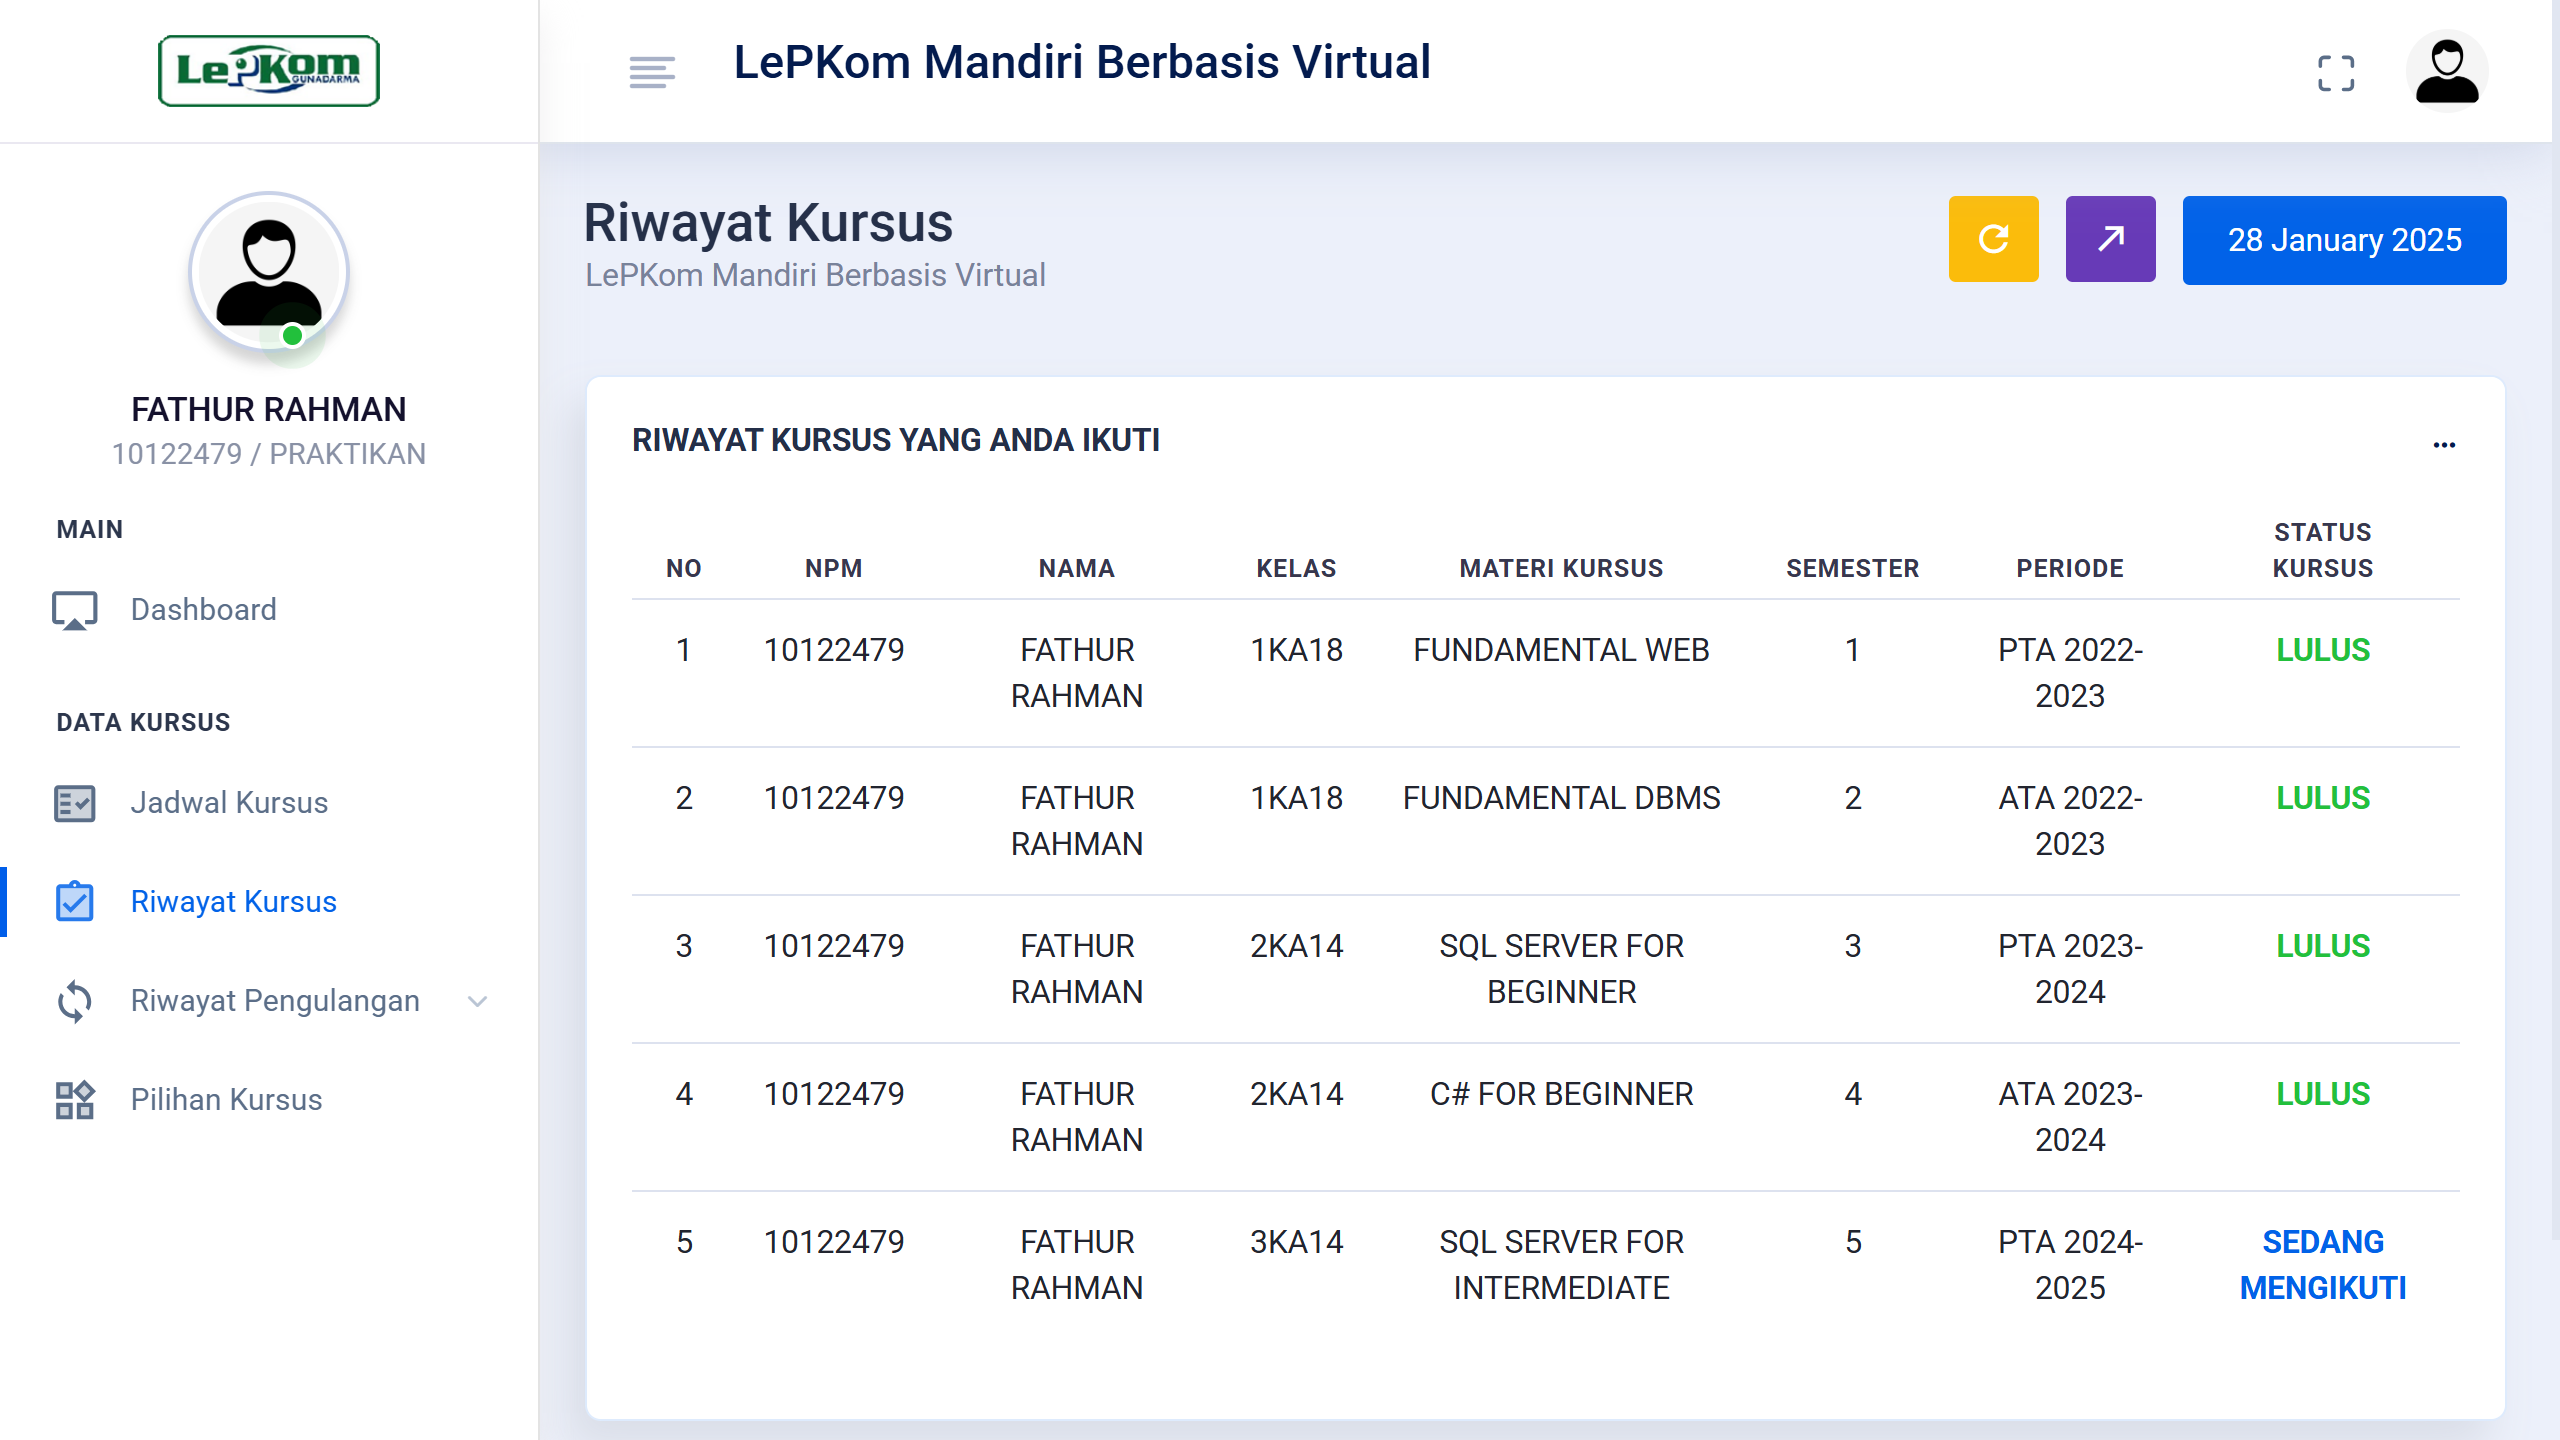 LePKom
GUNADARMA
LePKom Mandiri Berbasis Virtual
FATHUR RAHMAN
10122479 / PRAKTIKAN
MAIN
Dashboard
DATA KURSUS
Jadwal Kursus
Riwayat Kursus
Riwayat Pengulangan
Pilihan Kursus
Riwayat Kursus
LePKom Mandiri Berbasis Virtual
28 January 2025
RIWAYAT KURSUS YANG ANDA IKUTI
NO NPM NAMA KELAS MATERI KURSUS SEMESTER PERIODE STATUS KURSUS
1 10122479 FATHUR RAHMAN 1KA18 FUNDAMENTAL WEB 1 PTA 2022-2023 LULUS
2 10122479 FATHUR RAHMAN 1KA18 FUNDAMENTAL DBMS 2 ATA 2022-2023 LULUS
3 10122479 FATHUR RAHMAN 2KA14 SQL SERVER FOR BEGINNER 3 PTA 2023-2024 LULUS
4 10122479 FATHUR RAHMAN 2KA14 C# FOR BEGINNER 4 ATA 2023-2024 LULUS
5 10122479 FATHUR RAHMAN 3KA14 SQL SERVER FOR INTERMEDIATE 5 PTA 2024-2025 SEDANG MENGIKUTI